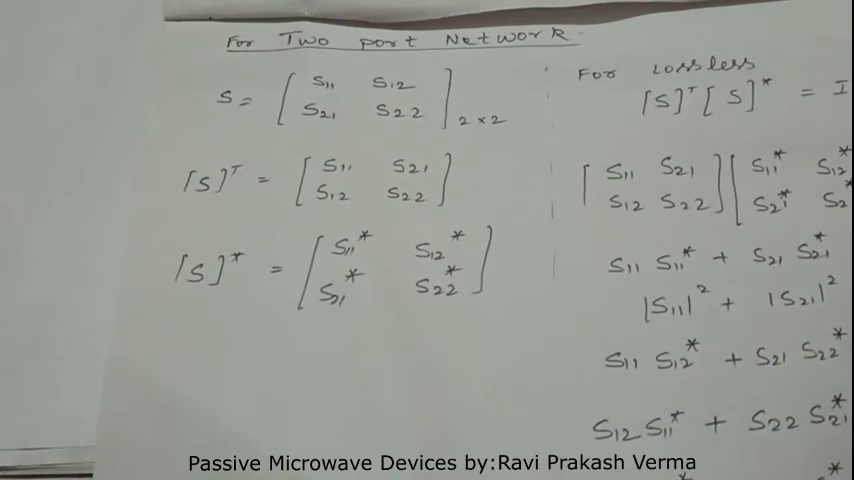 For Two port Network
S = [ S11 S12
S21 S22 ] 2×2
[S]ᵀ = [ S11 S21
S12 S22 ]
[S]* = [ S11* S12*
S21* S22* ]
For Lossless
[S]ᵀ [S]* = I
[ S11 S21 ] [ S11* S12*
S12 S22 ] [ S21* S2*
S11 S11* + S21 S21*
|S11|² + |S21|²
S11 S12* + S21 S22*
S12 S11* + S22 S21*
Passive Microwave Devices by:Ravi Prakash Verma